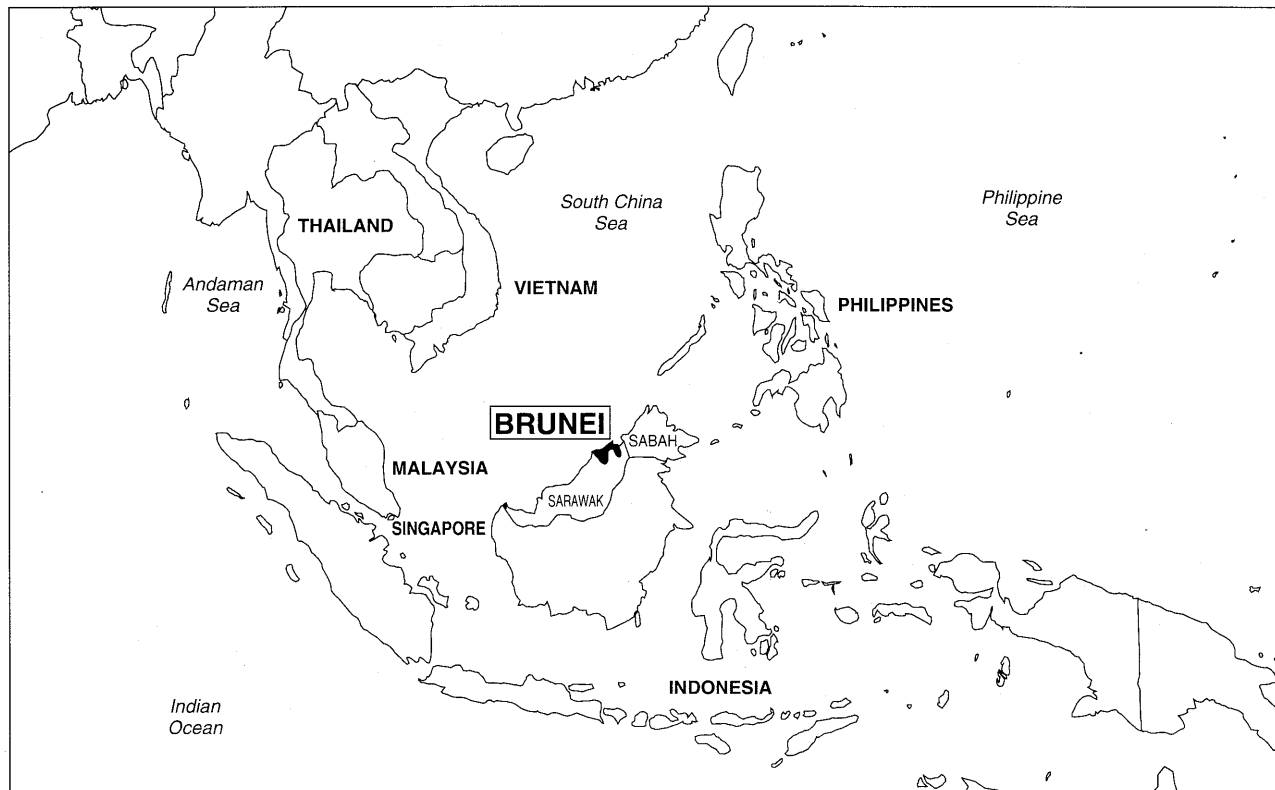 South China
Sea
Philippine
Sea
THAILAND
Andaman
Sea
VIETNAM
PHILIPPINES
BRUNEI
SABAH
MALAYSIA
SARAWAK
SINGAPORE
INDONESIA
Indian
Ocean